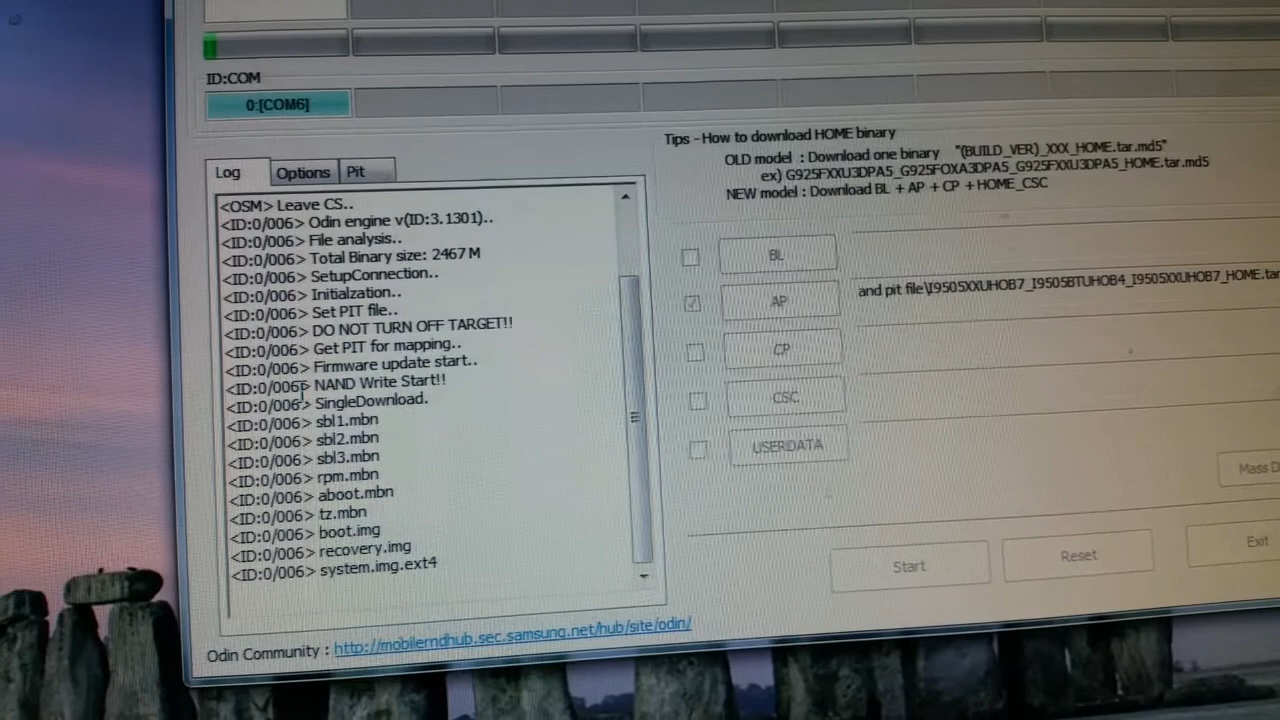 ID:COM
0:[COM6]
Tips - How to download HOME binary
OLD model : Download one binary "(BUILD_VER)_XXX_HOME.tar.md5"
ex) G925FXXU3DPA5_G925FOXA3DPA5_G925FXXU3DPA5_HOME.tar.md5
NEW model : Download BL + AP + CP + HOME_CSC
Log
Options
Pit
<OSM> Leave CS..
<ID:0/006> Odin engine v(ID:3.1301)..
<ID:0/006> File analysis..
<ID:0/006> Total Binary size: 2467 M
<ID:0/006> SetupConnection..
<ID:0/006> Initialzation..
<ID:0/006> Set PIT file..
<ID:0/006> DO NOT TURN OFF TARGET!!
<ID:0/006> Get PIT for mapping..
<ID:0/006> Firmware update start..
<ID:0/006> NAND Write Start!!
<ID:0/006> SingleDownload.
<ID:0/006> sbl1.mbn
<ID:0/006> sbl2.mbn
<ID:0/006> sbl3.mbn
<ID:0/006> rpm.mbn
<ID:0/006> aboot.mbn
<ID:0/006> tz.mbn
<ID:0/006> boot.img
<ID:0/006> recovery.img
<ID:0/006> system.img.ext4
BL
AP
and pit file\I9505XXUHOB7_I9505BTUHOB4_I9505XXUHOB7_HOME.tar
CP
CSC
USERDATA
Mass D
Start
Reset
Exit
Odin Community : http://mobilerndhub.sec.samsung.net/hub/site/odin/